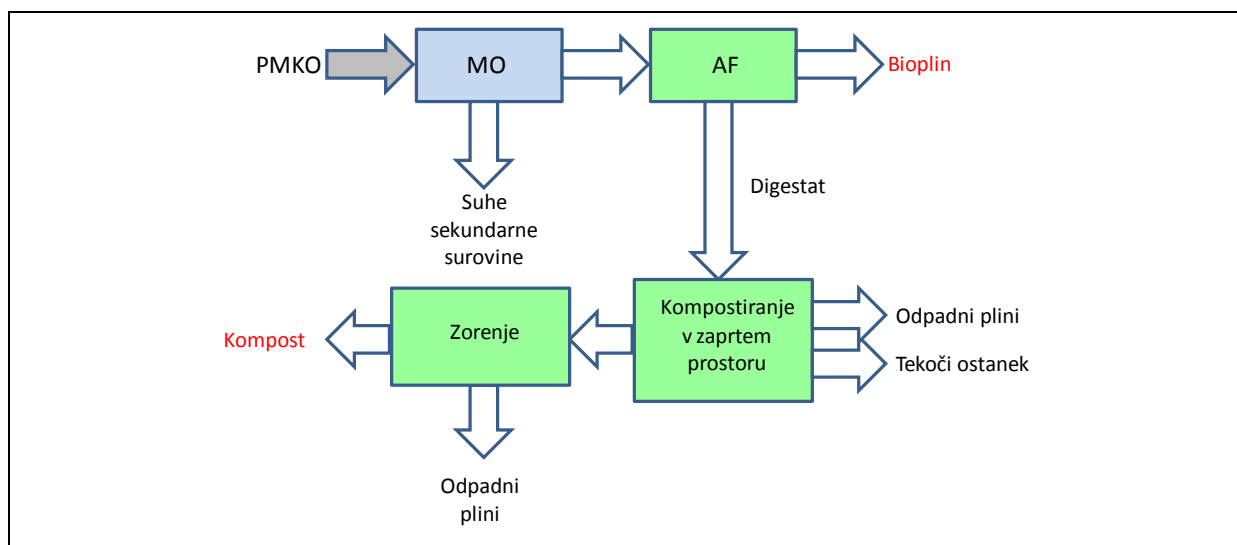 PMKO
MO
AF
Bioplin
Suhe
sekundarne
surovine
Digestat
Kompost
Zorenje
Kompostiranje
v zaprtem
prostoru
Odpadni plini
Tekoči ostanek
Odpadni
plini